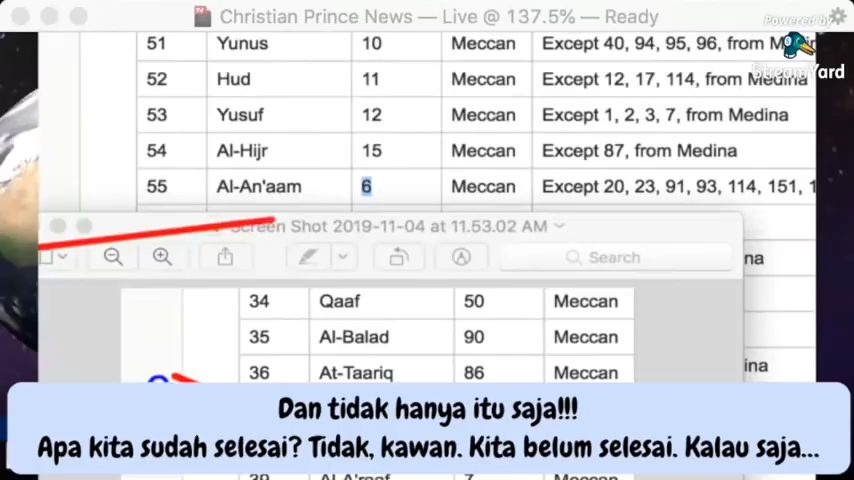 Christian Prince News — Live @ 137.5% — Ready
Powered by
StreamYard
51 Yunus 10 Meccan Except 40, 94, 95, 96, from Medina
52 Hud 11 Meccan Except 12, 17, 114, from Medina
53 Yusuf 12 Meccan Except 1, 2, 3, 7, from Medina
54 Al-Hijr 15 Meccan Except 87, from Medina
55 Al-An'aam 6 Meccan Except 20, 23, 91, 93, 114, 151, 1
Screen Shot 2019-11-04 at 11.53.02 AM
Search
na
34 Qaaf 50 Meccan
35 Al-Balad 90 Meccan
36 At-Taariq 86 Meccan
ina
Dan tidak hanya itu saja!!!
Apa kita sudah selesai? Tidak, kawan. Kita belum selesai. Kalau saja...